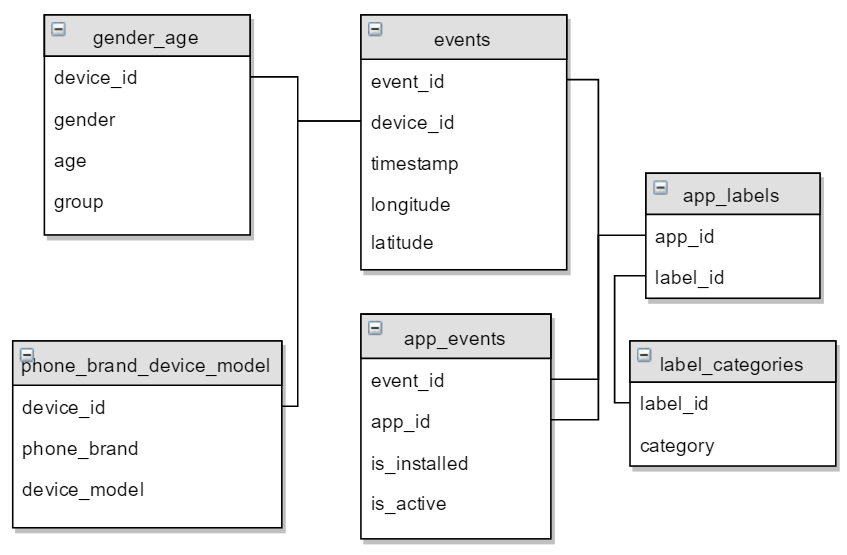 gender_age
device_id
gender
age
group
events
event_id
device_id
timestamp
longitude
latitude
app_labels
app_id
label_id
phone_brand_device_model
device_id
phone_brand
device_model
app_events
event_id
app_id
is_installed
is_active
label_categories
label_id
category